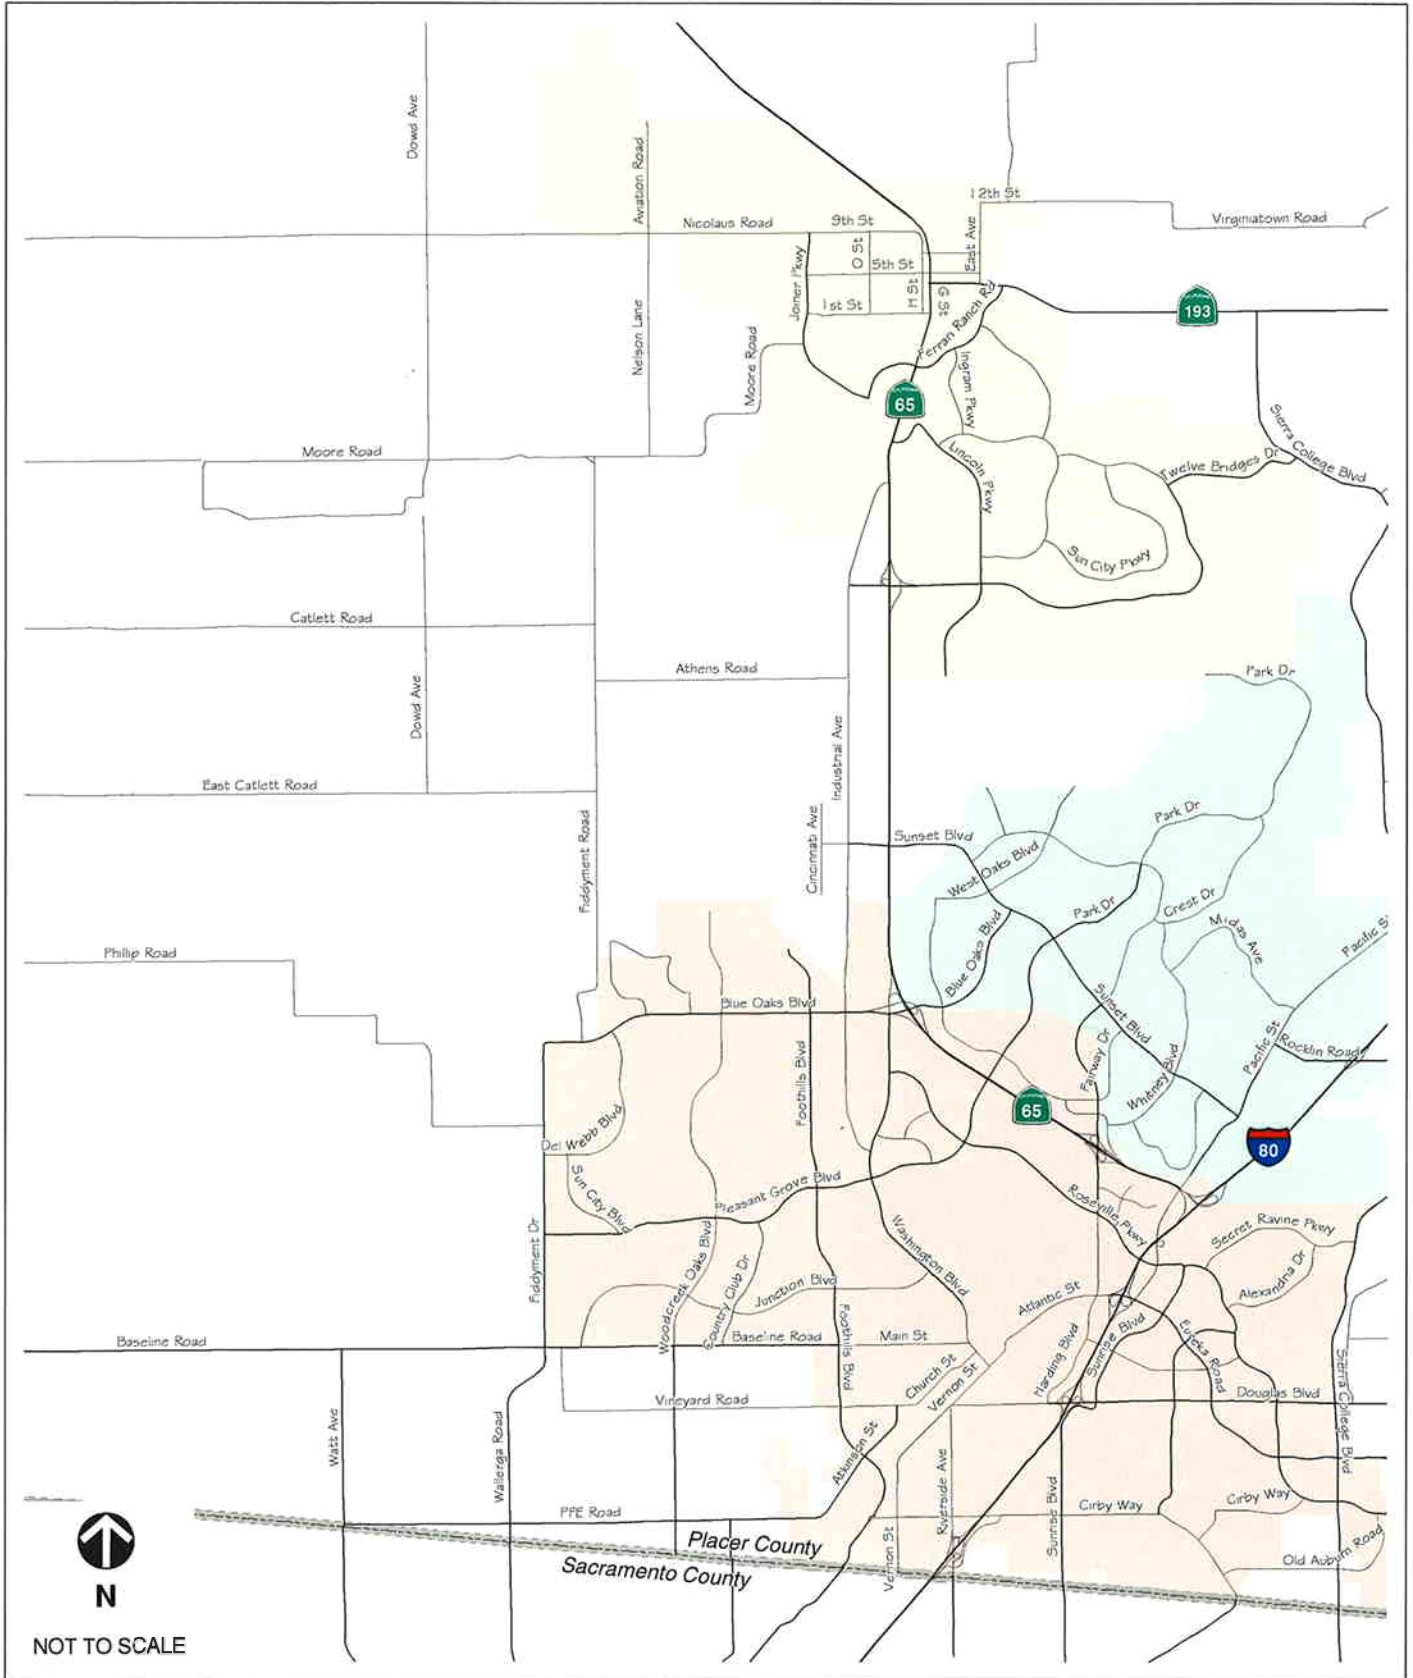 Dowd Ave
Aviation Road
12th St
Nicolaus Road
9th St
Virginiatown Road
East Ave
O St
5th St
Joiner Pkwy
1st St
H St
G St
193
Nelson Lane
Moore Road
Ferrari Ranch Rd
Ingram Pkwy
65
Sierra College Blvd
Moore Road
Lincoln Pkwy
Twelve Bridges Dr
Sun City Pkwy
Catlett Road
Athens Road
Park Dr
Dowd Ave
Industrial Ave
East Catlett Road
Fiddyment Road
Cincinnati Ave
Sunset Blvd
Park Dr
West Oaks Blvd
Crest Dr
Park Dr
Midas Ave
Pacific S
Phillip Road
Blue Oaks Blvd
Blue Oaks Blvd
Sunset Blvd
Foothills Blvd
Fairway Dr
Pacific St
Rocklin Road
Whitney Blvd
65
80
Del Webb Blvd
Sun City Blvd
Pleasant Grove Blvd
Roseville Pkwy
Washington Blvd
Secret Ravine Pkwy
Fiddyment Dr
Woodcreek Oaks Blvd
Country Club Dr
Junction Blvd
Alexandria Dr
Atlantic St
Baseline Road
Baseline Road
Main St
Foothills Blvd
Harding Blvd
Sunrise Blvd
Eureka Road
Church St
Vernon St
Vineyard Road
Douglas Blvd
Sierra College Blvd
Watt Ave
Wallerga Road
Atkinson St
Riverside Ave
Sunrise Blvd
PFE Road
Cirby Way
Cirby Way
Placer County
Sacramento County
Vernon St
Old Auburn Road
N
NOT TO SCALE